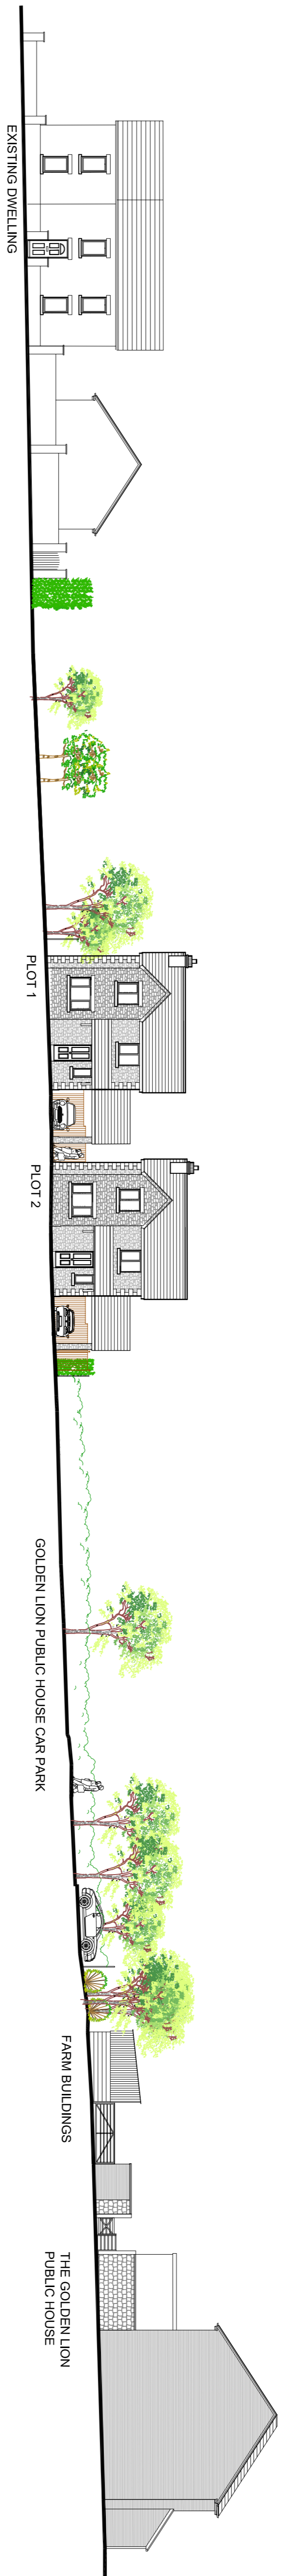 EXISTING DWELLING
PLOT 1
PLOT 2
GOLDEN LION PUBLIC HOUSE CAR PARK
FARM BUILDINGS
THE GOLDEN LION
PUBLIC HOUSE